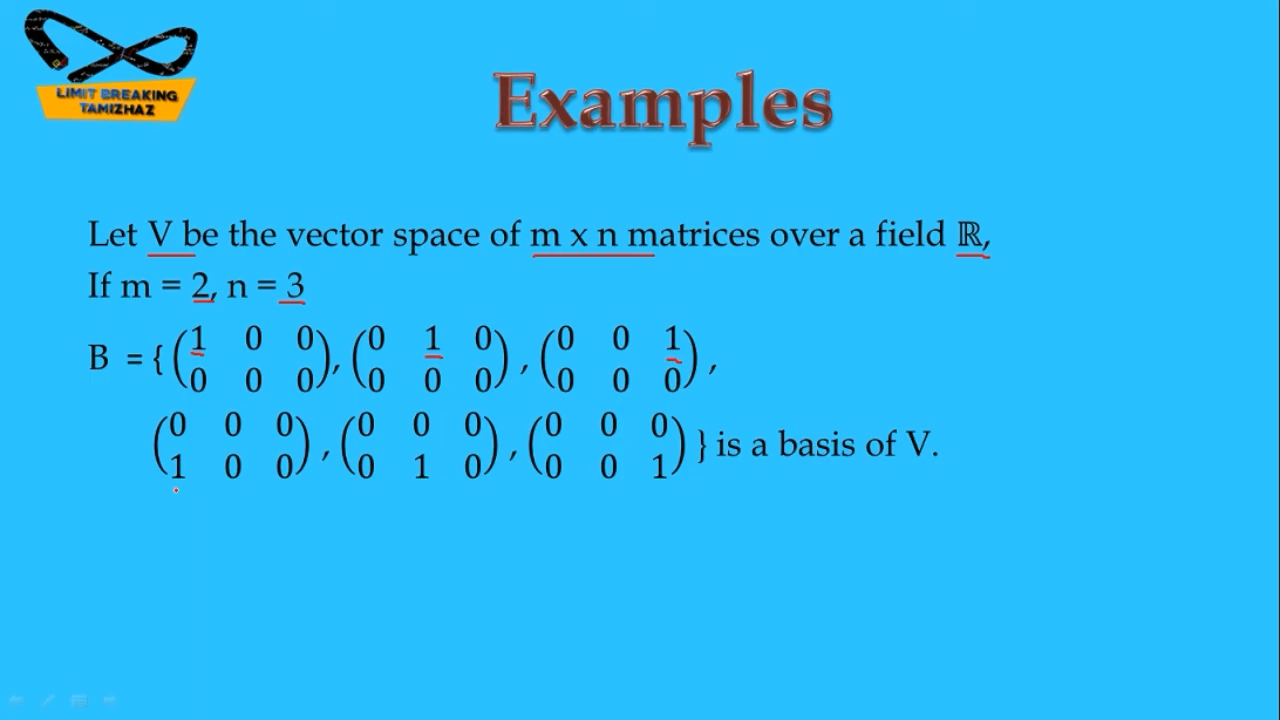 LIMIT BREAKING
TAMIZHAZ
Examples
Let V be the vector space of m x n matrices over a field ℝ,
If m = 2, n = 3
B = { (1 0 0
0 0 0), (0 1 0
0 0 0) , (0 0 1
0 0 0) ,
(0 0 0
1 0 0) , (0 0 0
0 1 0) , (0 0 0
0 0 1) } is a basis of V.